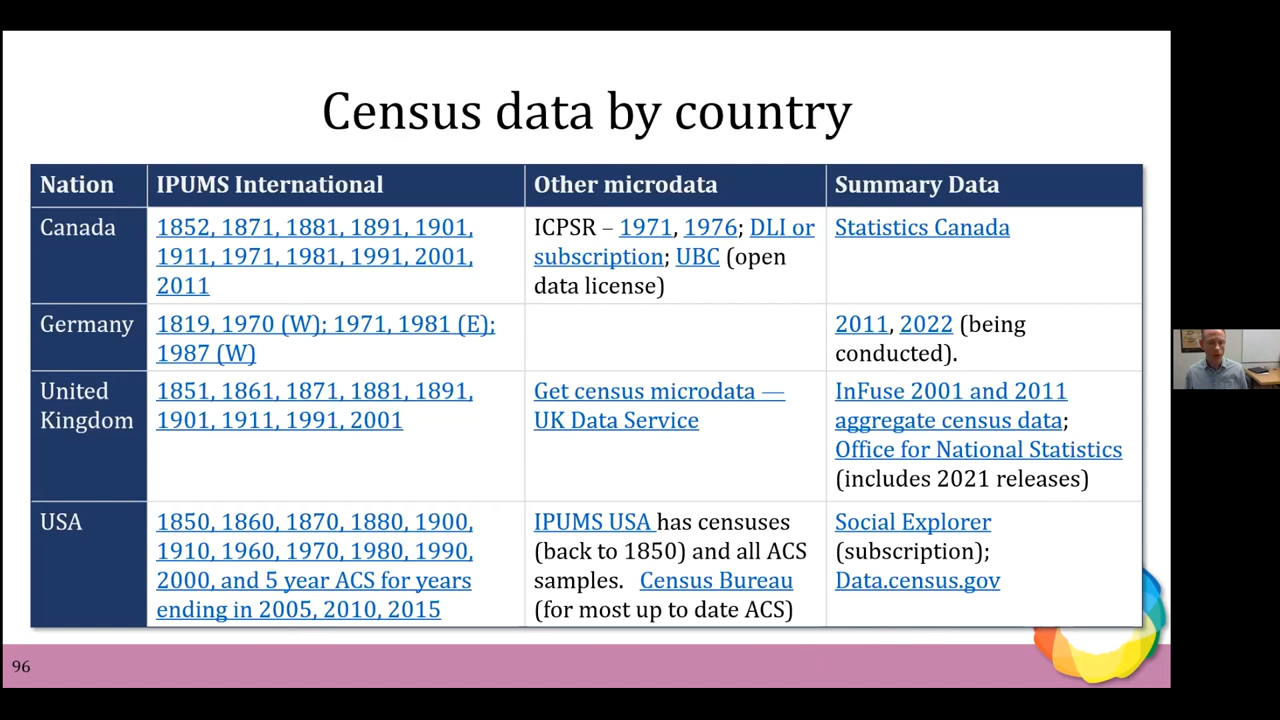 Census data by country
Nation
IPUMS International
Other microdata
Summary Data
Canada
1852, 1871, 1881, 1891, 1901,
1911, 1971, 1981, 1991, 2001,
2011
ICPSR – 1971, 1976; DLI or
subscription; UBC (open
data license)
Statistics Canada
Germany
1819, 1970 (W); 1971, 1981 (E);
1987 (W)
2011, 2022 (being
conducted).
United
Kingdom
1851, 1861, 1871, 1881, 1891,
1901, 1911, 1991, 2001
Get census microdata —
UK Data Service
InFuse 2001 and 2011
aggregate census data;
Office for National Statistics
(includes 2021 releases)
USA
1850, 1860, 1870, 1880, 1900,
1910, 1960, 1970, 1980, 1990,
2000, and 5 year ACS for years
ending in 2005, 2010, 2015
IPUMS USA has censuses
(back to 1850) and all ACS
samples. Census Bureau
(for most up to date ACS)
Social Explorer
(subscription);
Data.census.gov
96